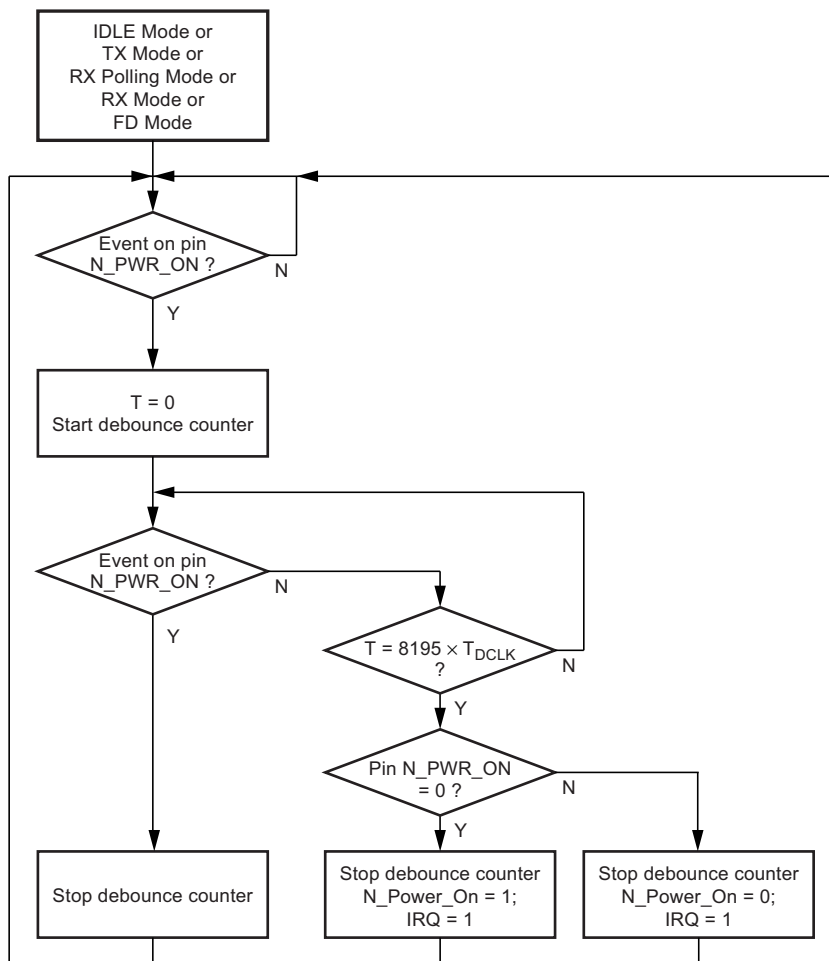 IDLE Mode or
TX Mode or
RX Polling Mode or
RX Mode or
FD Mode
Event on pin
N_PWR_ON ?
N
Y
T = 0
Start debounce counter
Event on pin
N_PWR_ON ?
N
Y
T = 8195 × T_DCLK
?
N
Y
Pin N_PWR_ON
= 0 ?
N
Y
Stop debounce counter
Stop debounce counter
N_Power_On = 1;
IRQ = 1
Stop debounce counter
N_Power_On = 0;
IRQ = 1